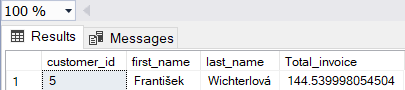 100 %
Results Messages
customer_id first_name last_name Total_invoice
1 5 František Wichterlová 144.539998054504